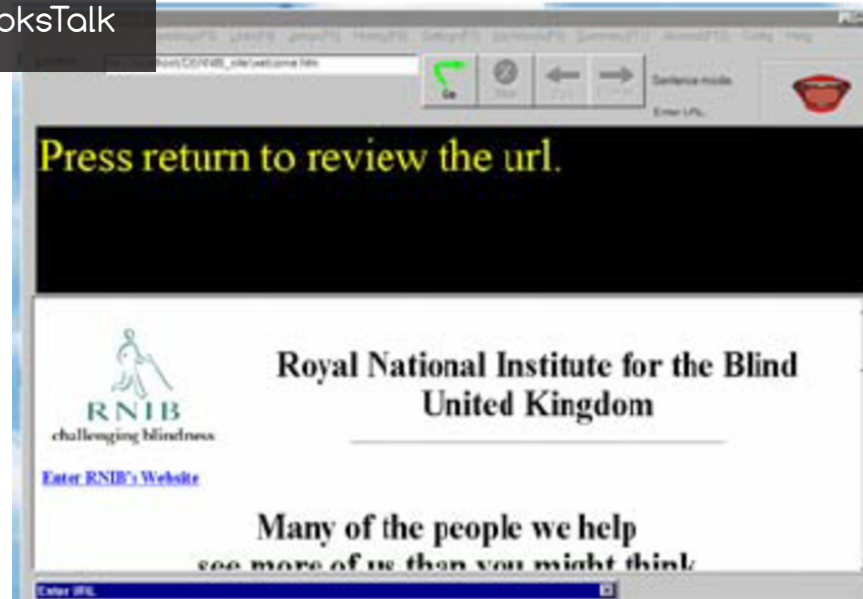 oksTalk
Go
Stop
Sentence mode.
Enter URL.
Press return to review the url.
RNIB
challenging blindness
Royal National Institute for the Blind
United Kingdom
Enter RNIB's Website
Many of the people we help
see more of us than you might think
Enter URL